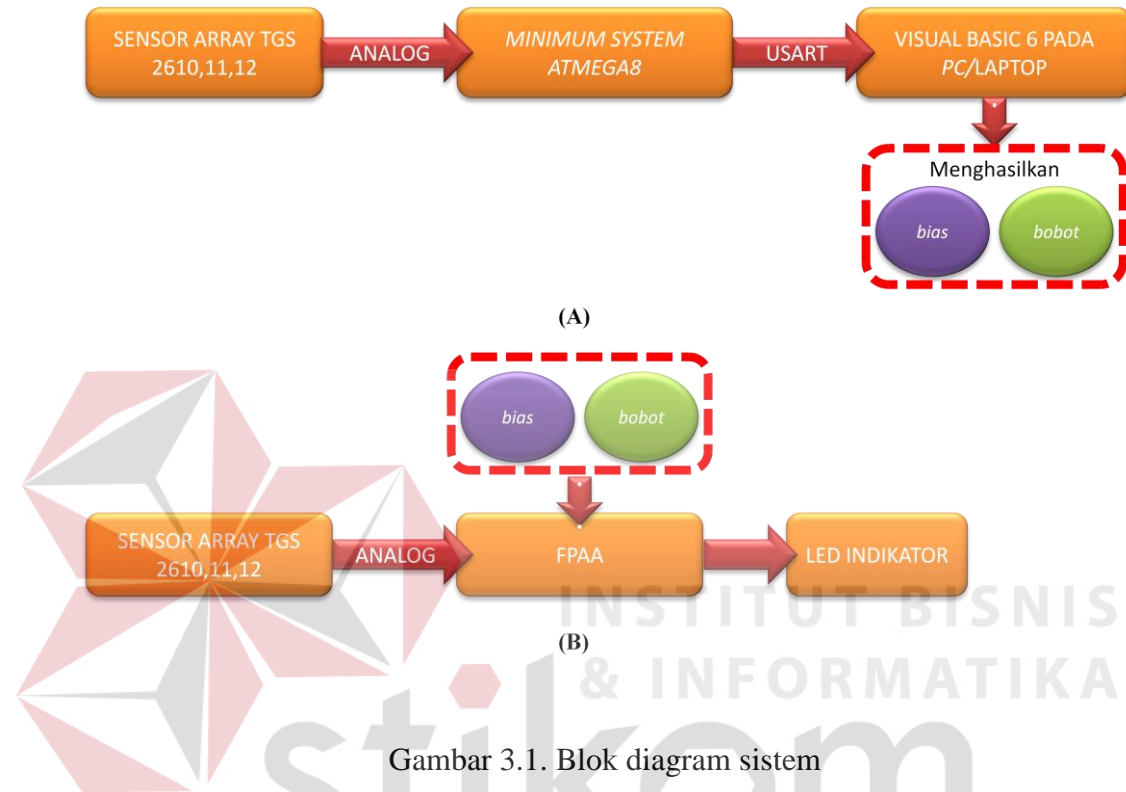 SENSOR ARRAY TGS
2610,11,12
ANALOG
MINIMUM SYSTEM
ATMEGA8
USART
VISUAL BASIC 6 PADA
PC/LAPTOP
Menghasilkan
bias
bobot
(A)
bias
bobot
SENSOR ARRAY TGS
2610,11,12
ANALOG
FPAA
LED INDIKATOR
INSTITUT BISNIS
(B)
& INFORMATIKA
stikom
Gambar 3.1. Blok diagram sistem